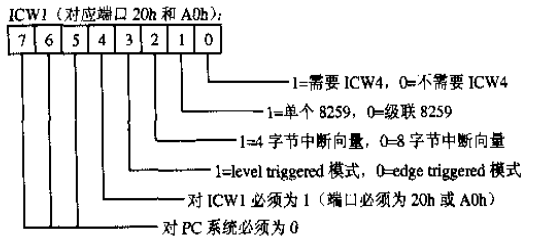 ICW1（对应端口 20h 和 A0h）:
7 6 5 4 3 2 1 0
1=需要 ICW4，0=不需要 ICW4
1=单个 8259，0=级联 8259
1=4 字节中断向量，0=8 字节中断向量
1=level triggered 模式，0=edge triggered 模式
对 ICW1 必须为 1（端口必须为 20h 或 A0h）
对 PC 系统必须为 0